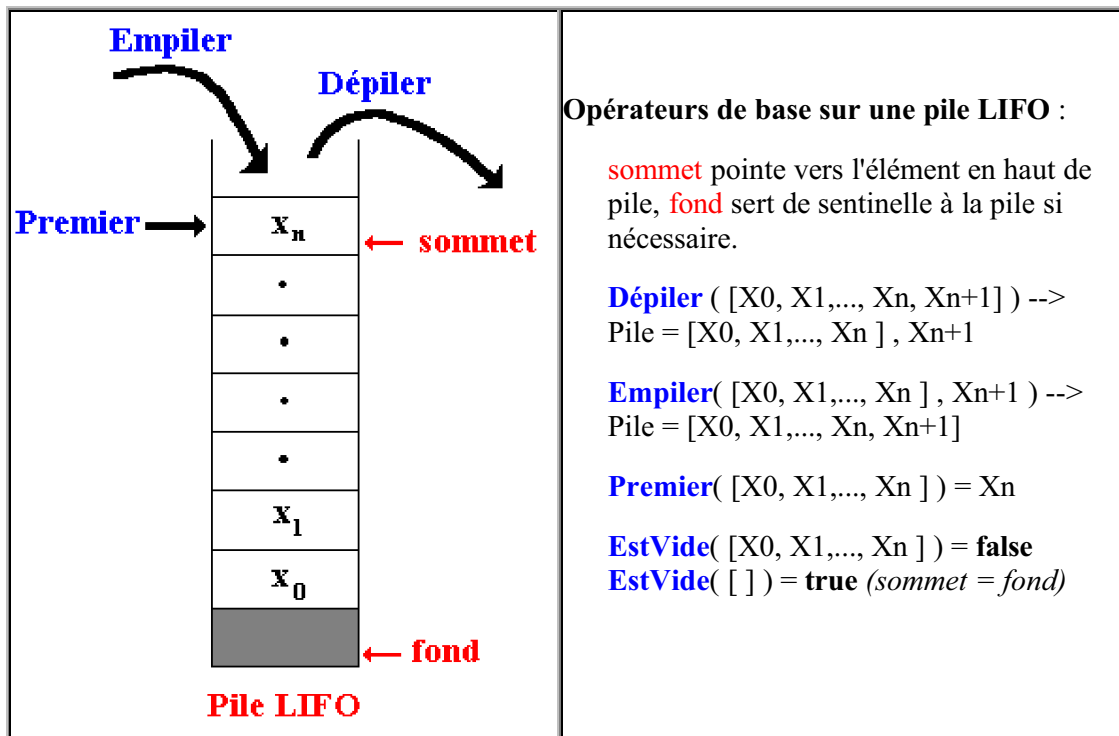 Empiler
Dépiler
Premier
xn
sommet
x1
x0
fond
Pile LIFO
Opérateurs de base sur une pile LIFO :
sommet pointe vers l'élément en haut de
pile, fond sert de sentinelle à la pile si
nécessaire.
Dépiler ( [X0, X1,..., Xn, Xn+1] ) -->
Pile = [X0, X1,..., Xn ] , Xn+1
Empiler( [X0, X1,..., Xn ] , Xn+1 ) -->
Pile = [X0, X1,..., Xn, Xn+1]
Premier( [X0, X1,..., Xn ] ) = Xn
EstVide( [X0, X1,..., Xn ] ) = false
EstVide( [ ] ) = true (sommet = fond)